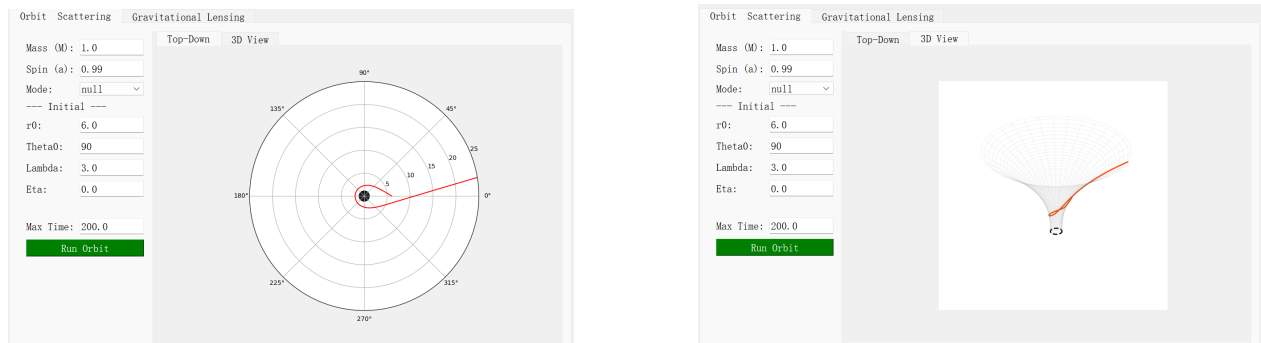 Orbit Scattering Gravitational Lensing
Top-Down 3D View
Mass (M): 1.0
Spin (a): 0.99
Mode: null
--- Initial ---
r0: 6.0
Theta0: 90
Lambda: 3.0
Eta: 0.0
Max Time: 200.0
Run Orbit
90°
135° 45°
25
20
15
10
5
180° 0°
225° 315°
270°
Orbit Scattering Gravitational Lensing
Top-Down 3D View
Mass (M): 1.0
Spin (a): 0.99
Mode: null
--- Initial ---
r0: 6.0
Theta0: 90
Lambda: 3.0
Eta: 0.0
Max Time: 200.0
Run Orbit